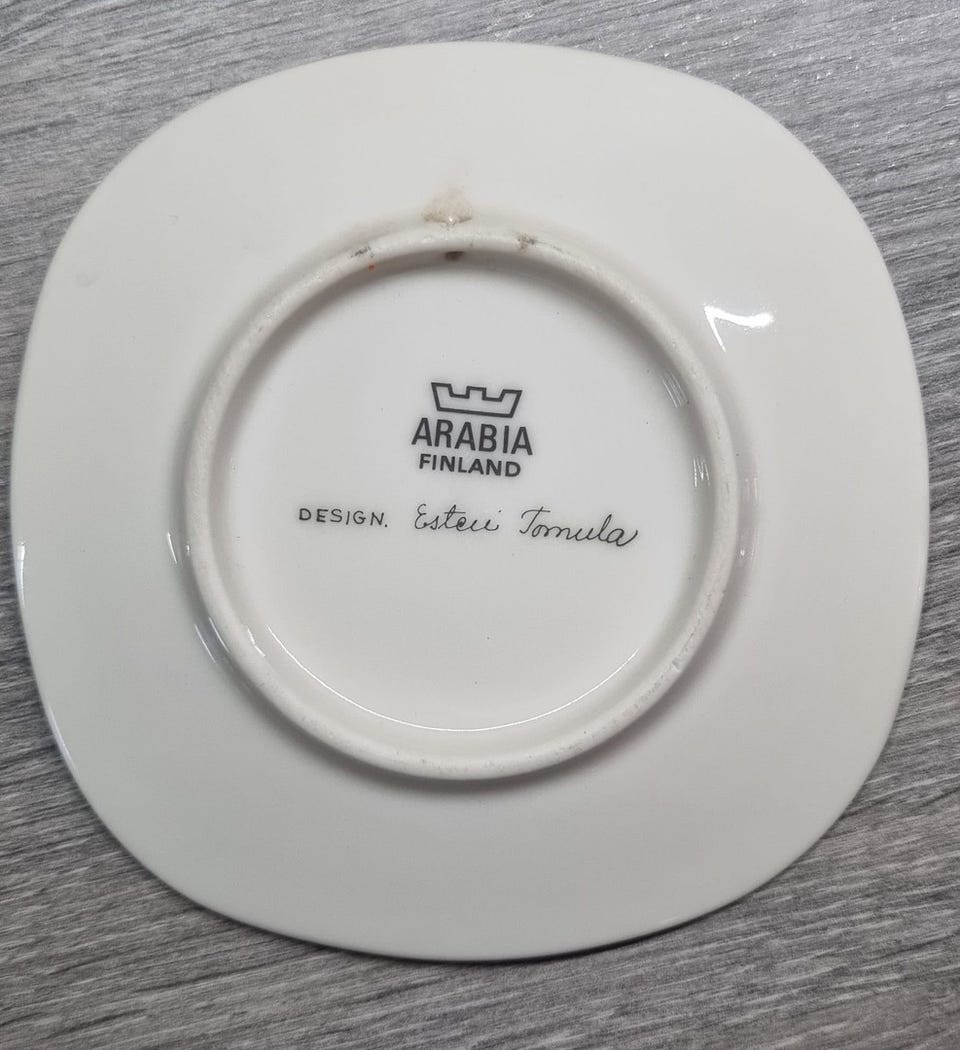 ARABIA
FINLAND
DESIGN. Esteri Tomula